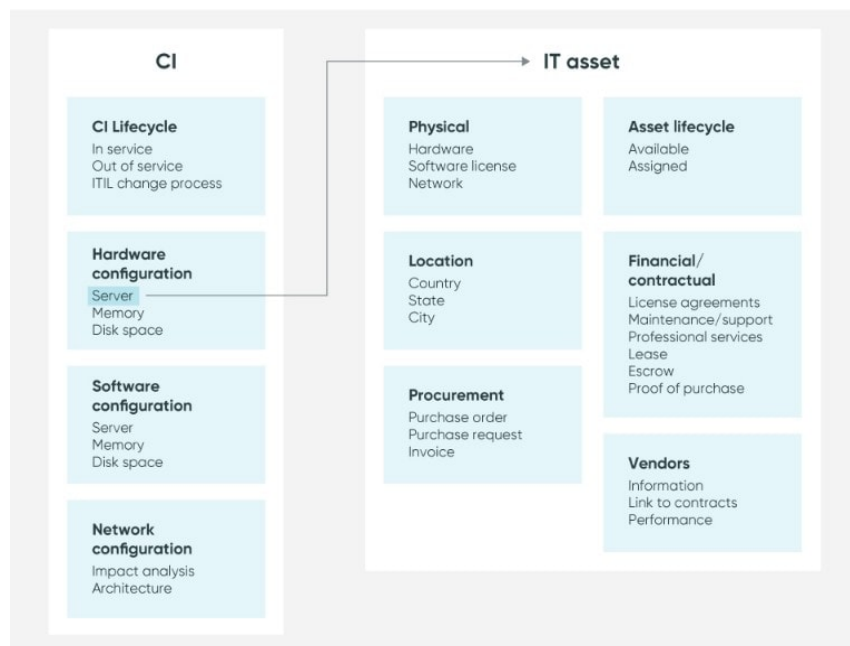 CI
CI Lifecycle
In service
Out of service
ITIL change process
Hardware
configuration
Server
Memory
Disk space
Software
configuration
Server
Memory
Disk space
Network
configuration
Impact analysis
Architecture
IT asset
Physical
Hardware
Software license
Network
Location
Country
State
City
Procurement
Purchase order
Purchase request
Invoice
Asset lifecycle
Available
Assigned
Financial/
contractual
License agreements
Maintenance/support
Professional services
Lease
Escrow
Proof of purchase
Vendors
Information
Link to contracts
Performance